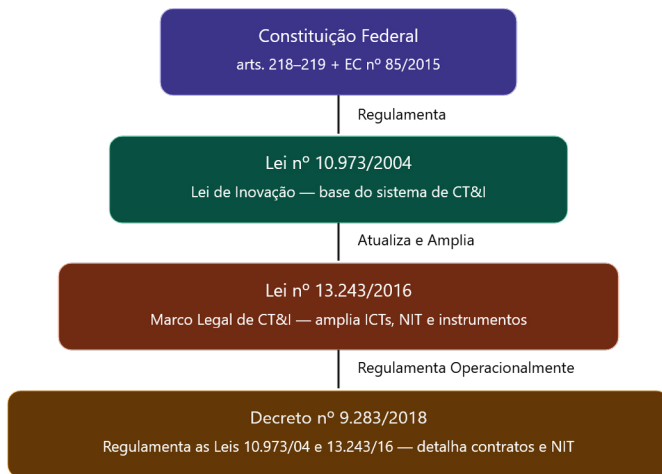 Constituição Federal
arts. 218–219 + EC nº 85/2015
Regulamenta
Lei nº 10.973/2004
Lei de Inovação — base do sistema de CT&I
Atualiza e Amplia
Lei nº 13.243/2016
Marco Legal de CT&I — amplia ICTs, NIT e instrumentos
Regulamenta Operacionalmente
Decreto nº 9.283/2018
Regulamenta as Leis 10.973/04 e 13.243/16 — detalha contratos e NIT